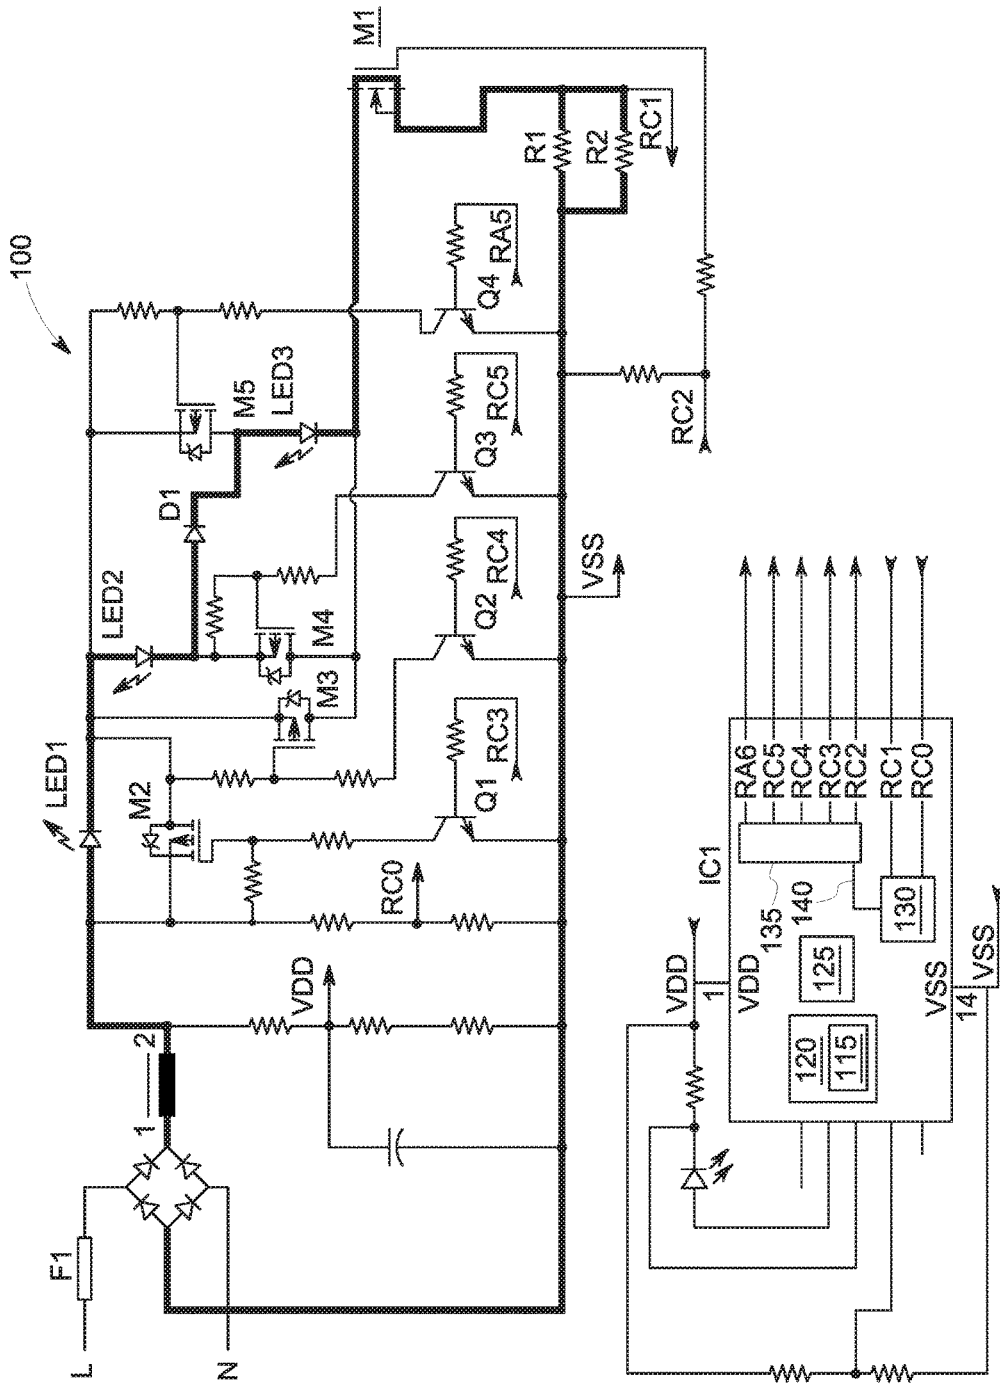 100
L
F1
N
1
2
LED1
M2
VDD
RC0
Q1
RC3
M3
M4
LED2
D1
Q2
RC4
M5
LED3
Q3
RC5
Q4
RA5
M1
R1
R2
RC1
RC2
VSS
IC1
VDD
1
VDD
120
115
125
135
140
130
RA6
RC5
RC4
RC3
RC2
RC1
RC0
VSS
14
VSS